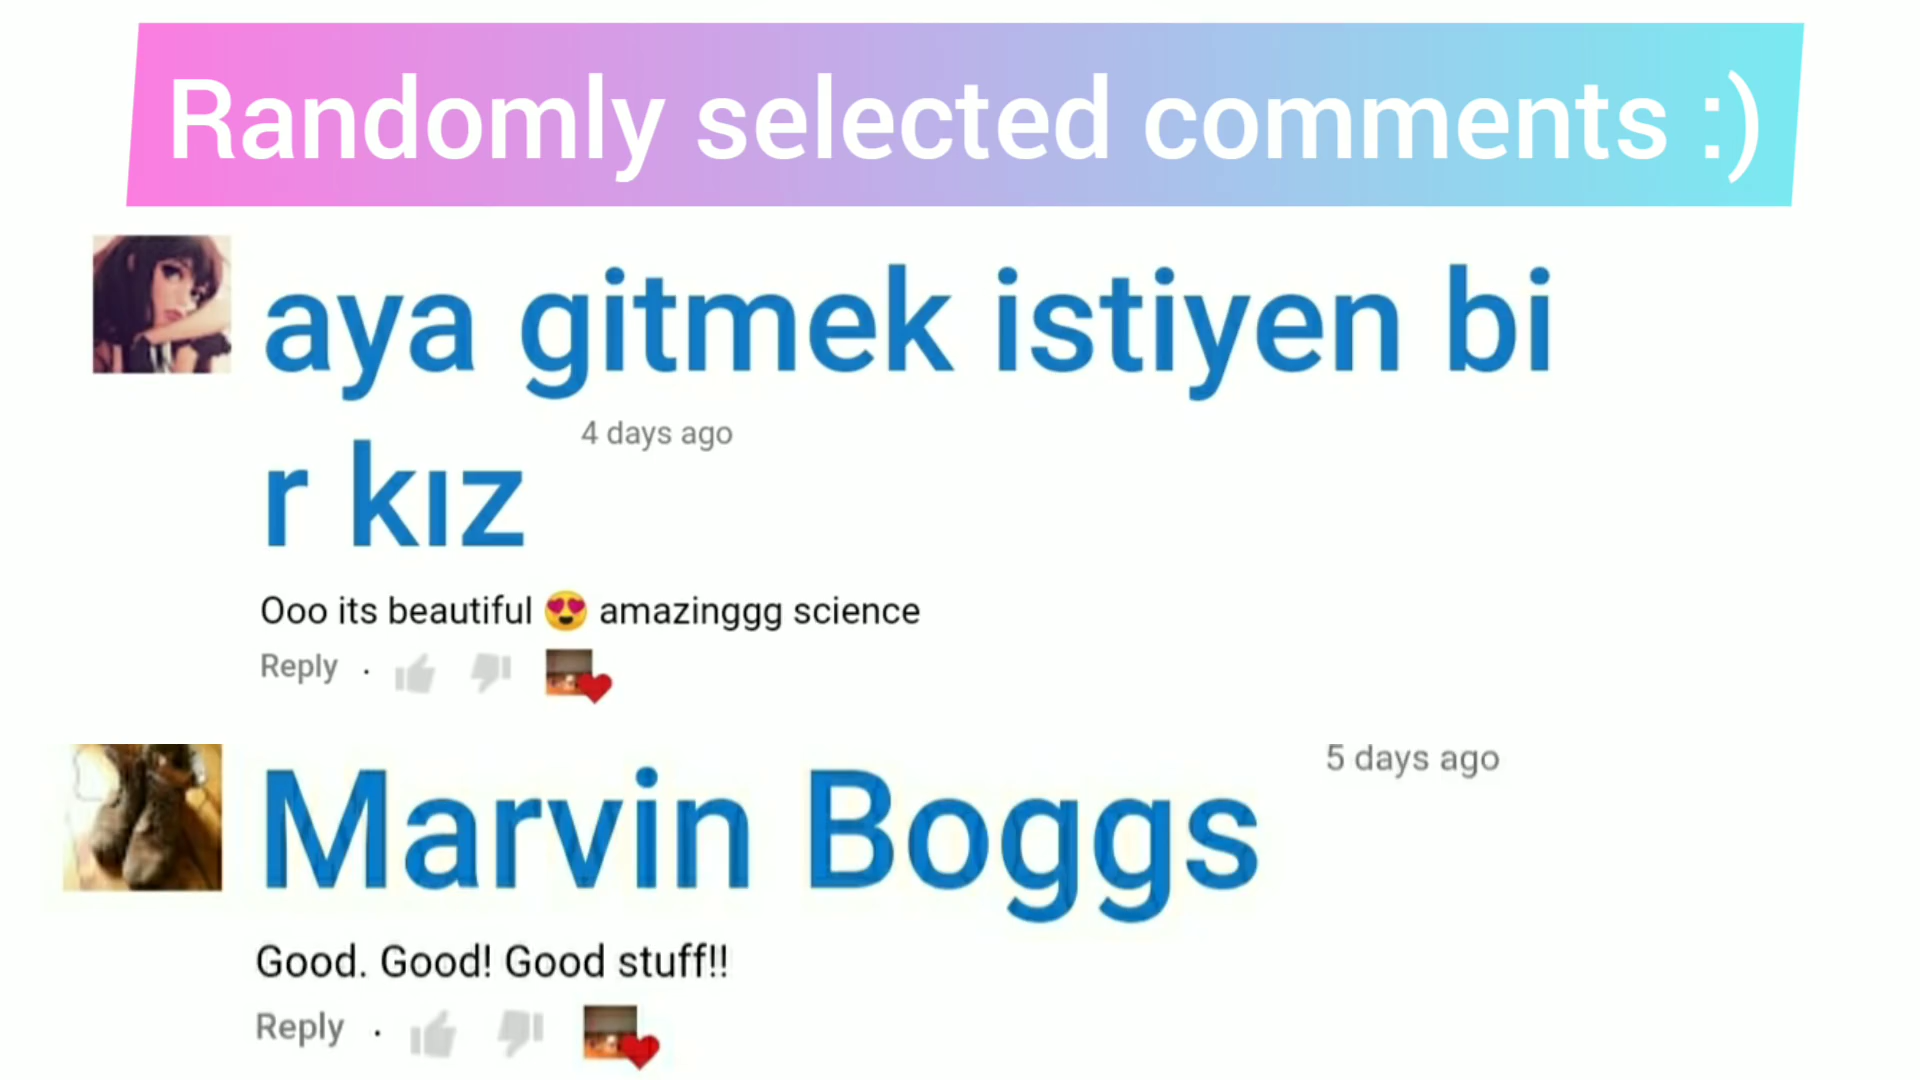 Randomly selected comments :)
aya gitmek istiyen bi
r kız
4 days ago
Ooo its beautiful 😍 amazinggg science
Reply ·
Marvin Boggs
5 days ago
Good. Good! Good stuff!!
Reply ·